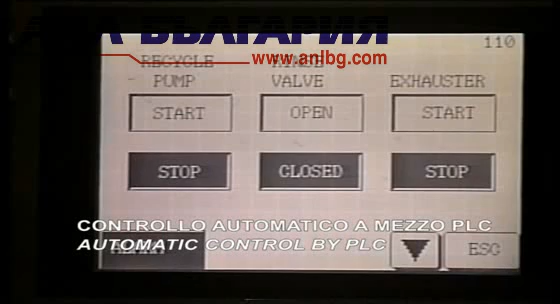 БЪЛГАРИЯ
110
www.anlbg.com
RECYCLE
PUMP VALVE EXHAUSTER
START OPEN START
STOP CLOSED STOP
CONTROLLO AUTOMATICO A MEZZO PLC
AUTOMATIC CONTROL BY PLC
ESC